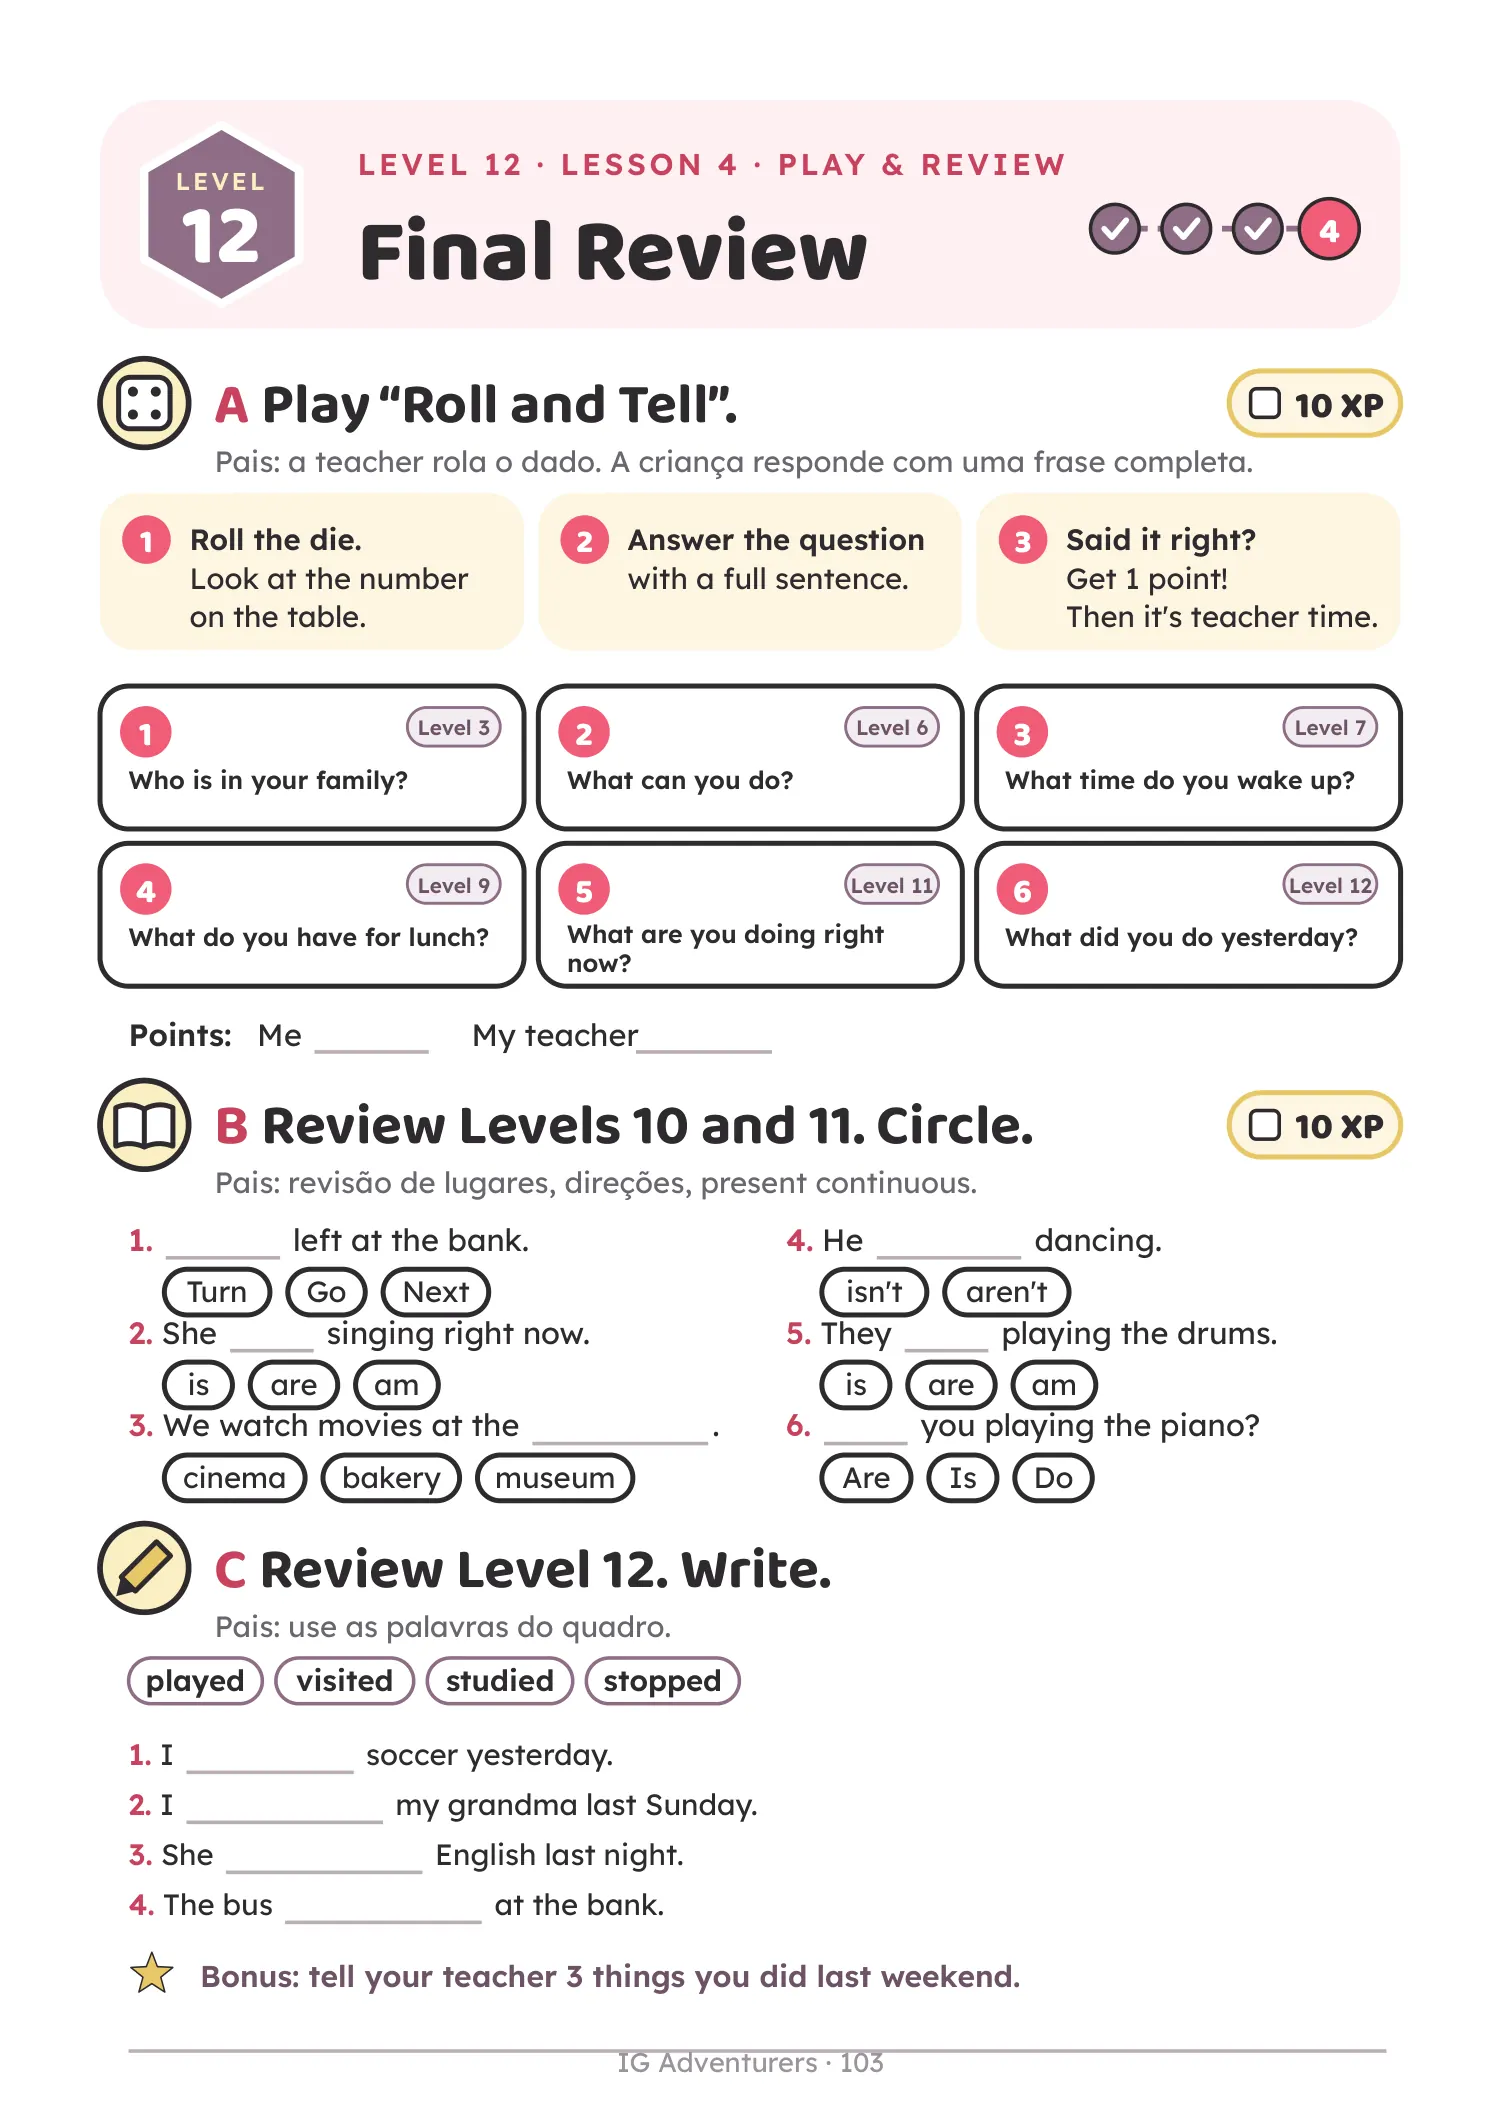 LEVEL 12 · LESSON 4 · PLAY & REVIEW
LEVEL
12
Final Review
4
A Play “Roll and Tell”.
10 XP
Pais: a teacher rola o dado. A criança responde com uma frase completa.
1 Roll the die.
Look at the number
on the table.
2 Answer the question
with a full sentence.
3 Said it right?
Get 1 point!
Then it's teacher time.
1 Level 3
Who is in your family?
2 Level 6
What can you do?
3 Level 7
What time do you wake up?
4 Level 9
What do you have for lunch?
5 Level 11
What are you doing right
now?
6 Level 12
What did you do yesterday?
Points: Me ______ My teacher______
B Review Levels 10 and 11. Circle.
10 XP
Pais: revisão de lugares, direções, present continuous.
1. ______ left at the bank.
Turn Go Next
2. She ______ singing right now.
is are am
3. We watch movies at the ______ .
cinema bakery museum
4. He ______ dancing.
isn't aren't
5. They ______ playing the drums.
is are am
6. ______ you playing the piano?
Are Is Do
C Review Level 12. Write.
Pais: use as palavras do quadro.
played visited studied stopped
1. I ______ soccer yesterday.
2. I ______ my grandma last Sunday.
3. She ______ English last night.
4. The bus ______ at the bank.
Bonus: tell your teacher 3 things you did last weekend.
IG Adventurers · 103